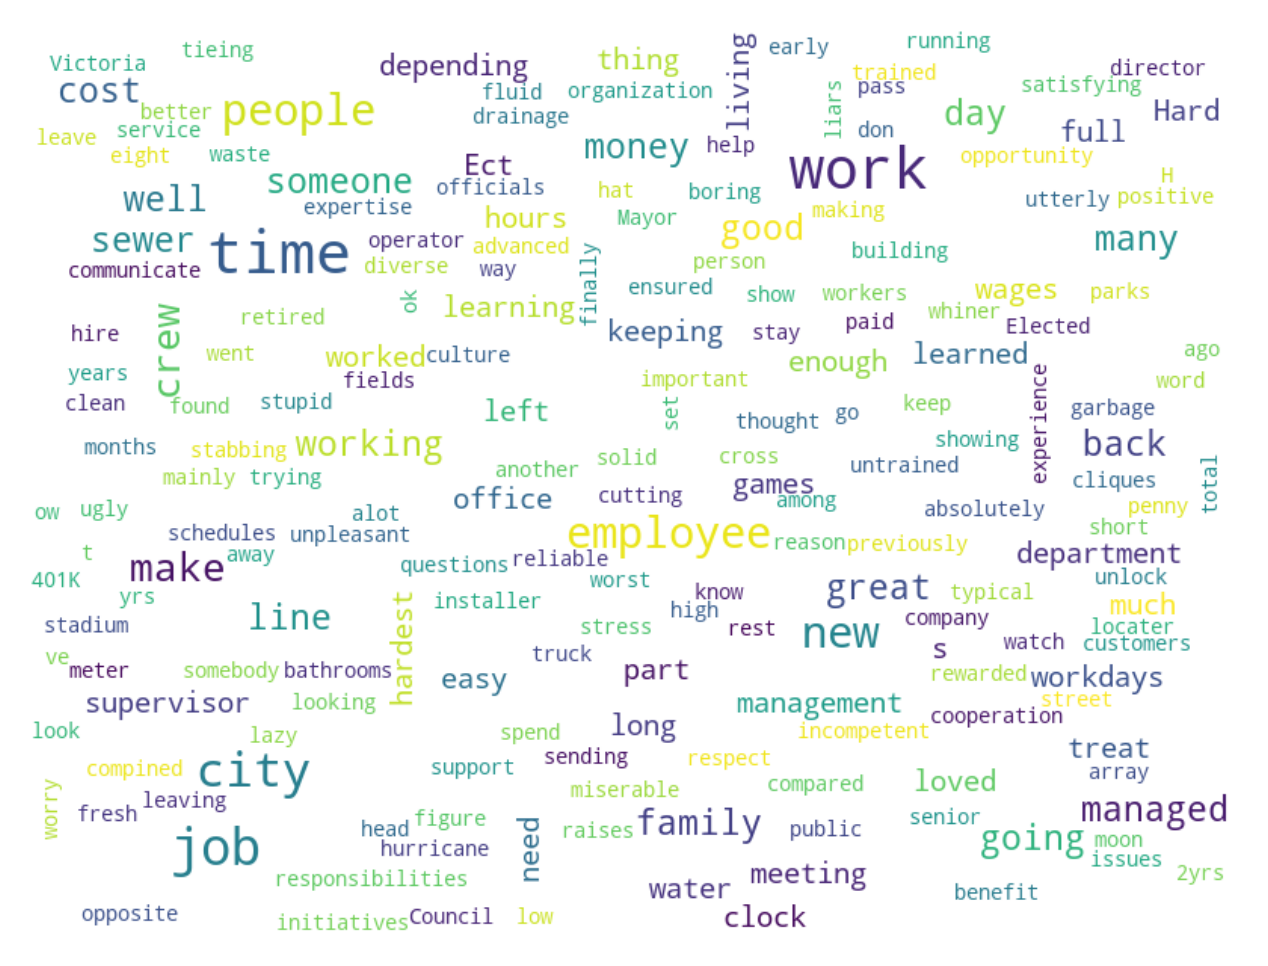 living
early
running
tieing
thing
Victoria
depending
trained
director
cost
fluid
organization
pass
satisfying
better
people
liars
day
Hard
service
drainage
don
full
leave
eight
waste
money
help
opportunity
Ect
work
someone
officials
hat
boring
H
well
expertise
utterly
positive
hours
Mayor
making
good
sewer
time
operator
advanced
building
many
communicate
diverse
way
finally
person
ok
learning
ensured
show
workers
wages
parks
crew
retired
whiner
hire
keeping
stay
paid
Elected
went
worked
culture
enough
learned
ago
years
fields
important
experience
word
clean
found
stupid
left
set
thought
go
keep
garbage
months
stabbing
working
showing
back
mainly
trying
another
solid
cross
untrained
cliques
total
office
cutting
games
among
ow
ugly
alot
absolutely
penny
schedules
unpleasant
employee
short
t
away
reason
previously
make
questions
reliable
department
401K
worst
know
great
typical
unlock
yrs
hardest
installer
high
much
stadium
line
stress
rest
new
company
locater
ve
truck
s
watch
customers
meter
somebody
bathrooms
easy
part
rewarded
workdays
supervisor
looking
management
street
look
lazy
spend
long
incompetent
cooperation
compined
city
support
sending
respect
treat
worry
leaving
miserable
compared
loved
array
fresh
head
figure
need
raises
family
public
senior
managed
job
hurricane
going
moon
issues
responsibilities
water
meeting
benefit
2yrs
opposite
initiatives
Council
low
clock